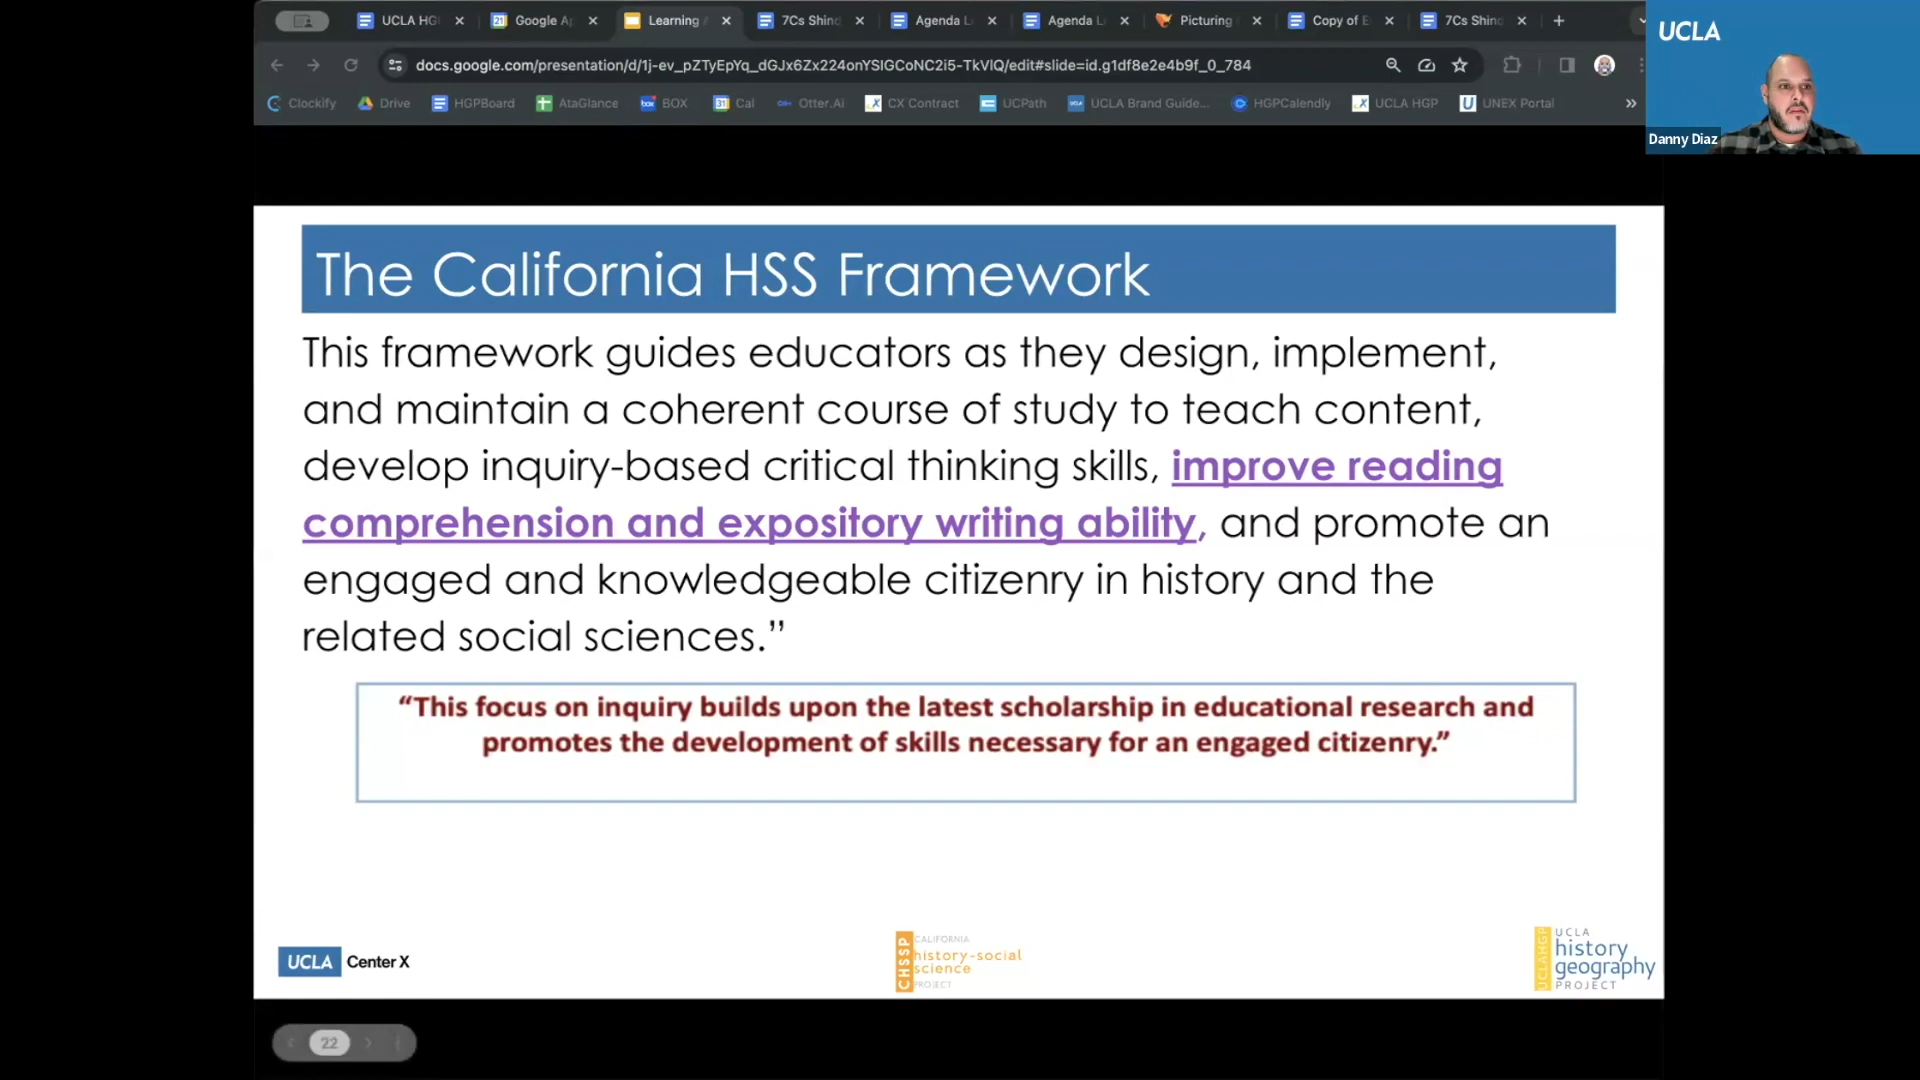 UCLA HG
Google Ap
Learning
7Cs Shind
Agenda L
Agenda L
Picturing
Copy of E
7Cs Shind
docs.google.com/presentation/d/1j-ev_pZTyEpYq_dGJx6Zx224onYSIGCoNC2i5-TkVIQ/edit#slide=id.g1df8e2e4b9f_0_784
Clockify
Drive
HGPBoard
AtaGlance
BOX
Cal
Otter.Ai
CX Contract
UCPath
UCLA Brand Guide...
HGPCalendly
UCLA HGP
UNEX Portal
»
UCLA
Danny Diaz
The California HSS Framework
This framework guides educators as they design, implement,
and maintain a coherent course of study to teach content,
develop inquiry-based critical thinking skills, improve reading
comprehension and expository writing ability, and promote an
engaged and knowledgeable citizenry in history and the
related social sciences.”
“This focus on inquiry builds upon the latest scholarship in educational research and
promotes the development of skills necessary for an engaged citizenry.”
UCLA Center X
CHSSP
CALIFORNIA
history-social
science
PROJECT
UCLAHGP
UCLA
history
geography
PROJECT
22